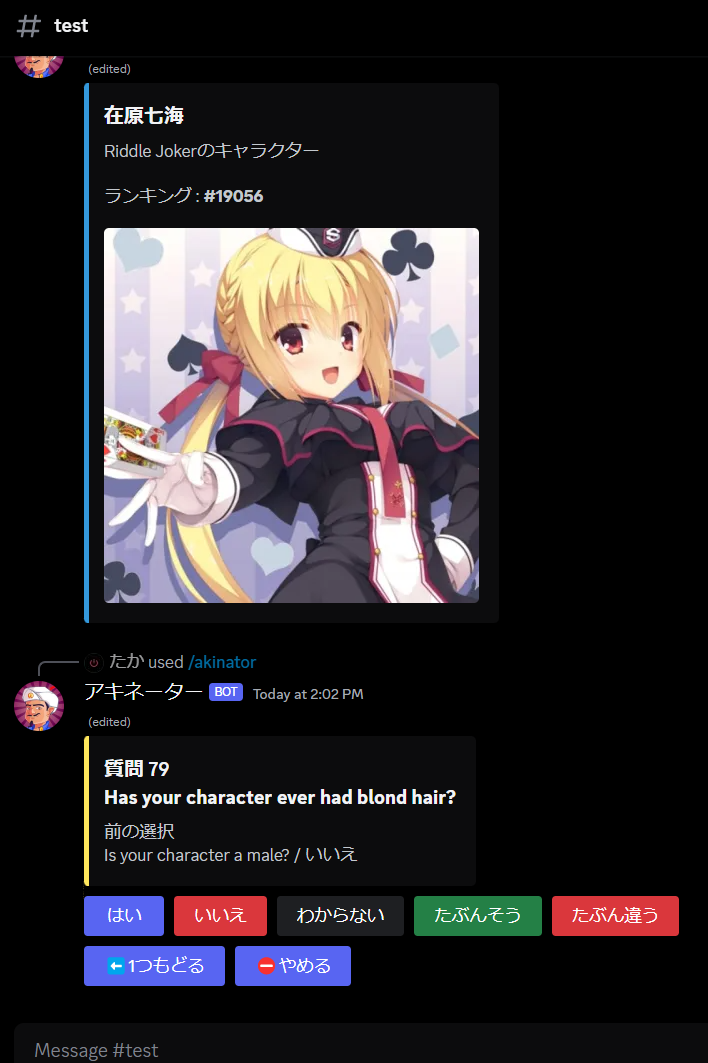 test
(edited)
在原七海
Riddle Jokerのキャラクター
ランキング : #19056
S
たか used /akinator
アキネーター BOT Today at 2:02 PM
(edited)
質問 79
Has your character ever had blond hair?
前の選択
Is your character a male? / いいえ
はい いいえ わからない たぶんそう たぶん違う
1つもどる やめる
Message #test